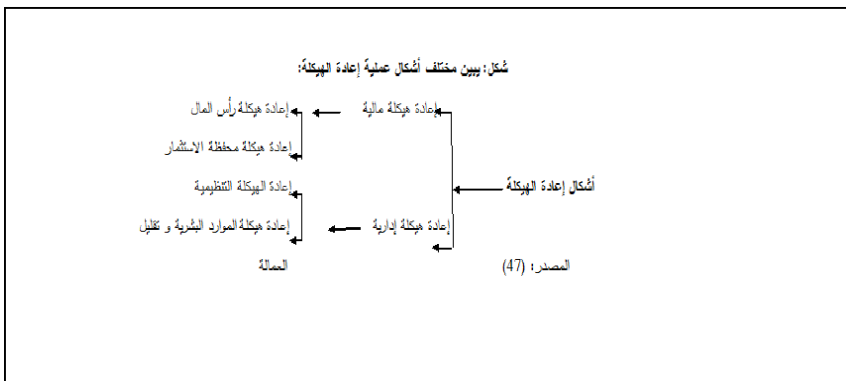 شكل: يبين مختلف أشكال عملية إعادة الهيكلة:
إعادة هيكلة مالية
إعادة هيكلة رأس المال
إعادة هيكلة محفظة الاستثمار
أشكال إعادة الهيكلة
إعادة الهيكلة التنظيمية
إعادة هيكلة إدارية
إعادة هيكلة الموارد البشرية و تقليل
العمالة
المصدر: (47)